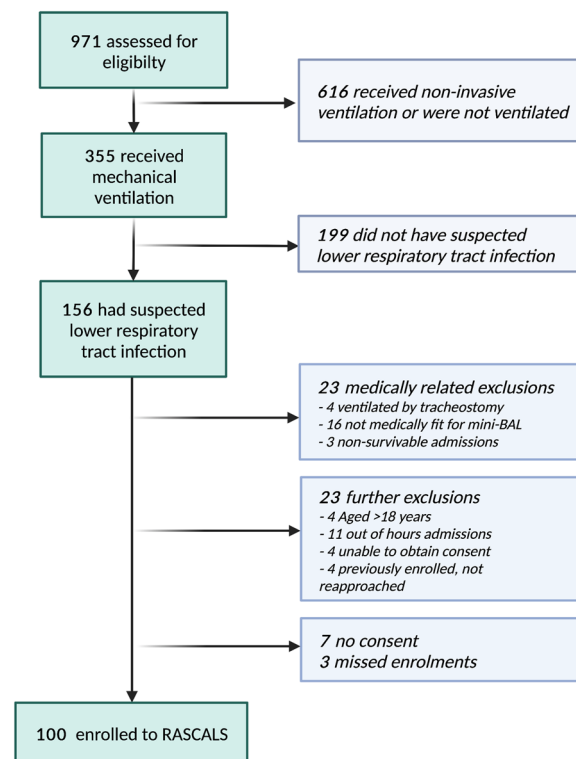 971 assessed for
eligibilty
616 received non-invasive
ventilation or were not ventilated
355 received
mechanical
ventilation
199 did not have suspected
lower respiratory tract infection
156 had suspected
lower respiratory
tract infection
23 medically related exclusions
- 4 ventilated by tracheostomy
- 16 not medically fit for mini-BAL
- 3 non-survivable admissions
23 further exclusions
- 4 Aged >18 years
- 11 out of hours admissions
- 4 unable to obtain consent
- 4 previously enrolled, not
reapproached
7 no consent
3 missed enrolments
100 enrolled to RASCALS